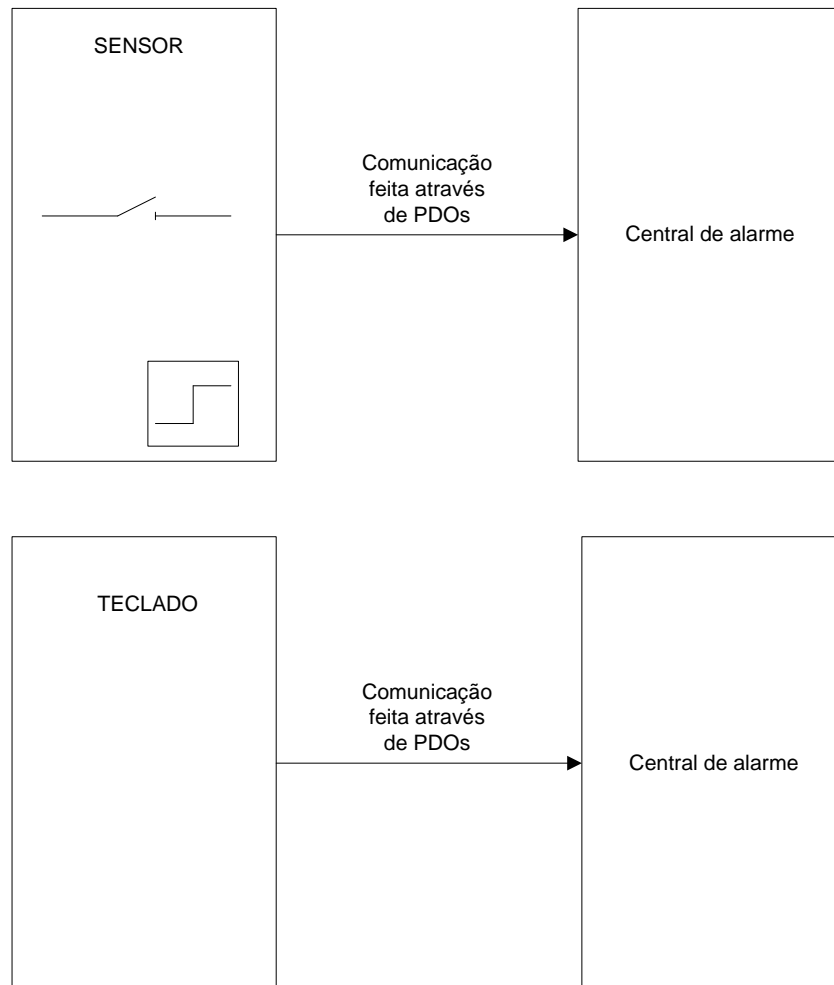 SENSOR
Comunicação
feita através
de PDOs
Central de alarme
TECLADO
Comunicação
feita através
de PDOs
Central de alarme